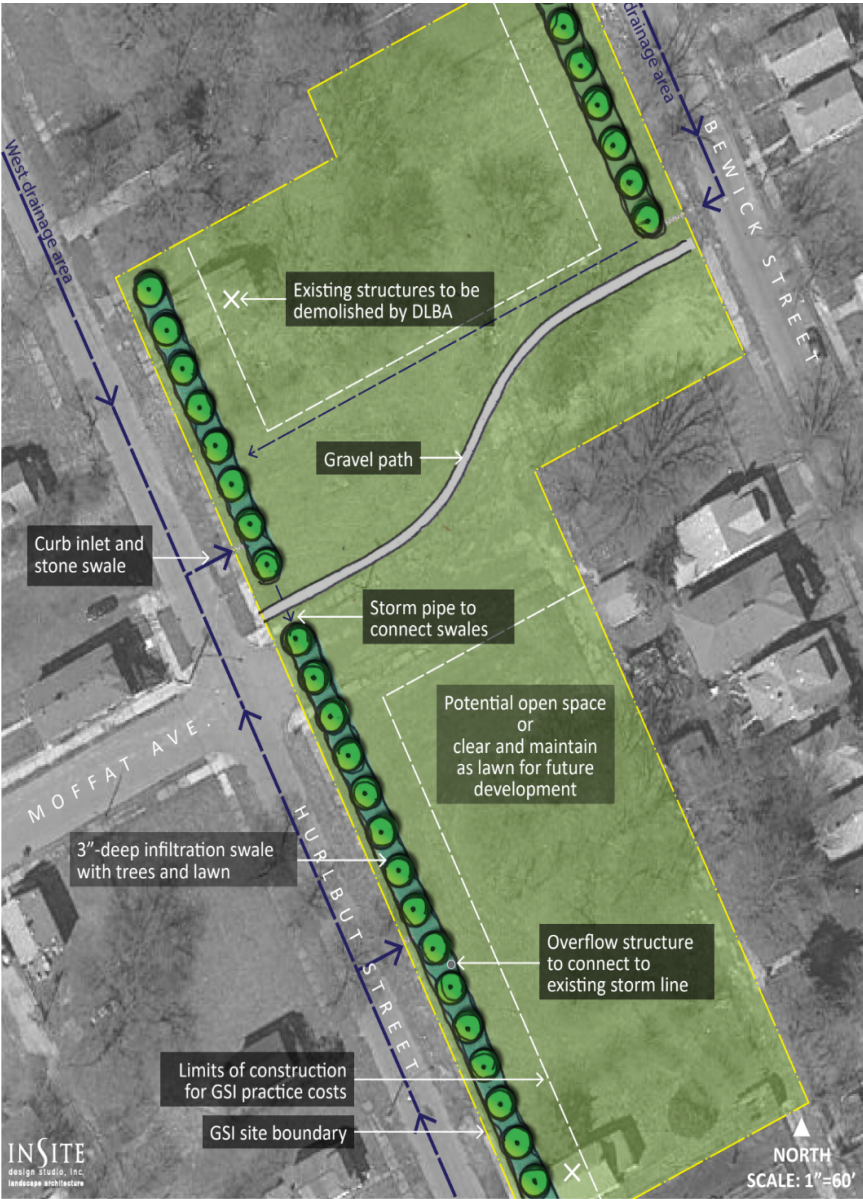 drainage area
West drainage area
BEWICK STREET
Existing structures to be
demolished by DLBA
Gravel path
Curb inlet and
stone swale
Storm pipe to
connect swales
Potential open space
or
clear and maintain
as lawn for future
development
MOFFAT AVE.
HURLBUT STREET.
3”-deep infiltration swale
with trees and lawn
Overflow structure
to connect to
existing storm line
Limits of construction
for GSI practice costs
GSI site boundary
INSITE
design studio, inc.
landscape architecture
NORTH
SCALE: 1”=60’